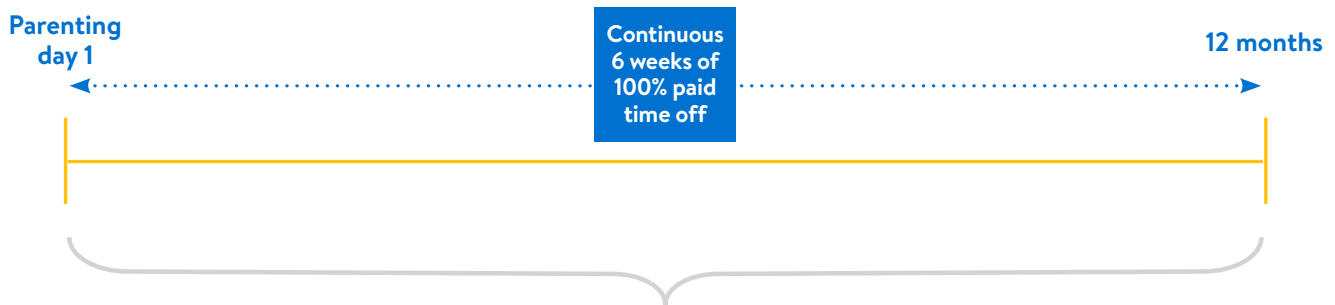 Parenting
day 1
Continuous
6 weeks of
100% paid
time off
12 months